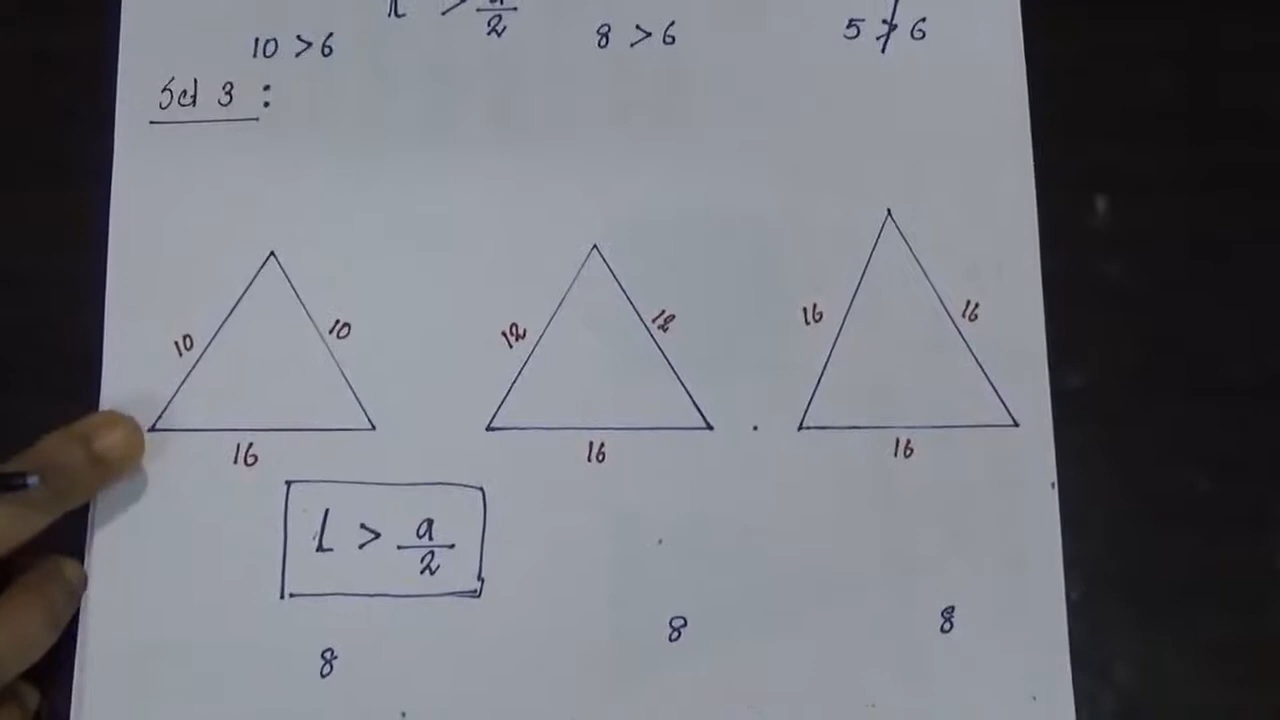 L > a/2
10 > 6 8 > 6 5 ≯ 6
Set 3 :
10 10 12 12 16 16
16 16 16
L > a/2
8 8 8